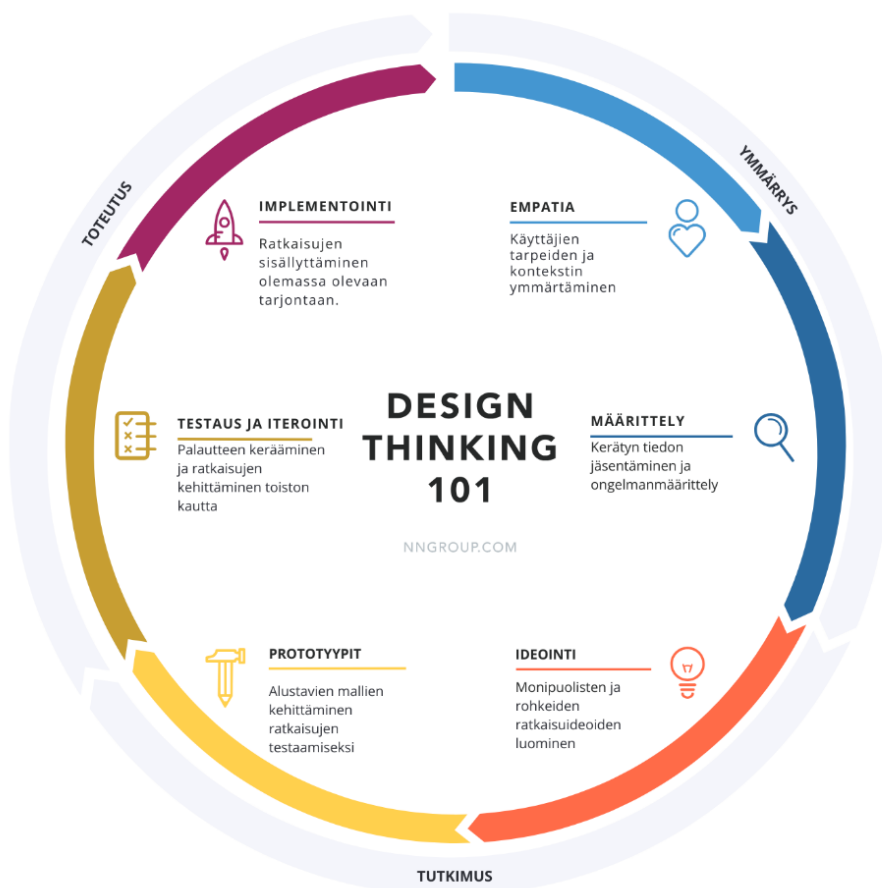 YMMÄRRYS
TOTEUTUS
IMPLEMENTOINTI
Ratkaisujen
sisällyttäminen
olemassa olevaan
tarjontaan.
EMPATIA
Käyttäjien
tarpeiden ja
kontekstin
ymmärtäminen
TESTAUS JA ITEROINTI
Palautteen kerääminen
ja ratkaisujen
kehittäminen toiston
kautta
DESIGN
THINKING
101
NNGROUP.COM
MÄÄRITTELY
Kerätyn tiedon
jäsentäminen ja
ongelmanmäärittely
PROTOTYYPIT
Alustavien mallien
kehittäminen
ratkaisujen
testaamiseksi
IDEOINTI
Monipuolisten ja
rohkeiden
ratkaisuideoiden
luominen
TUTKIMUS